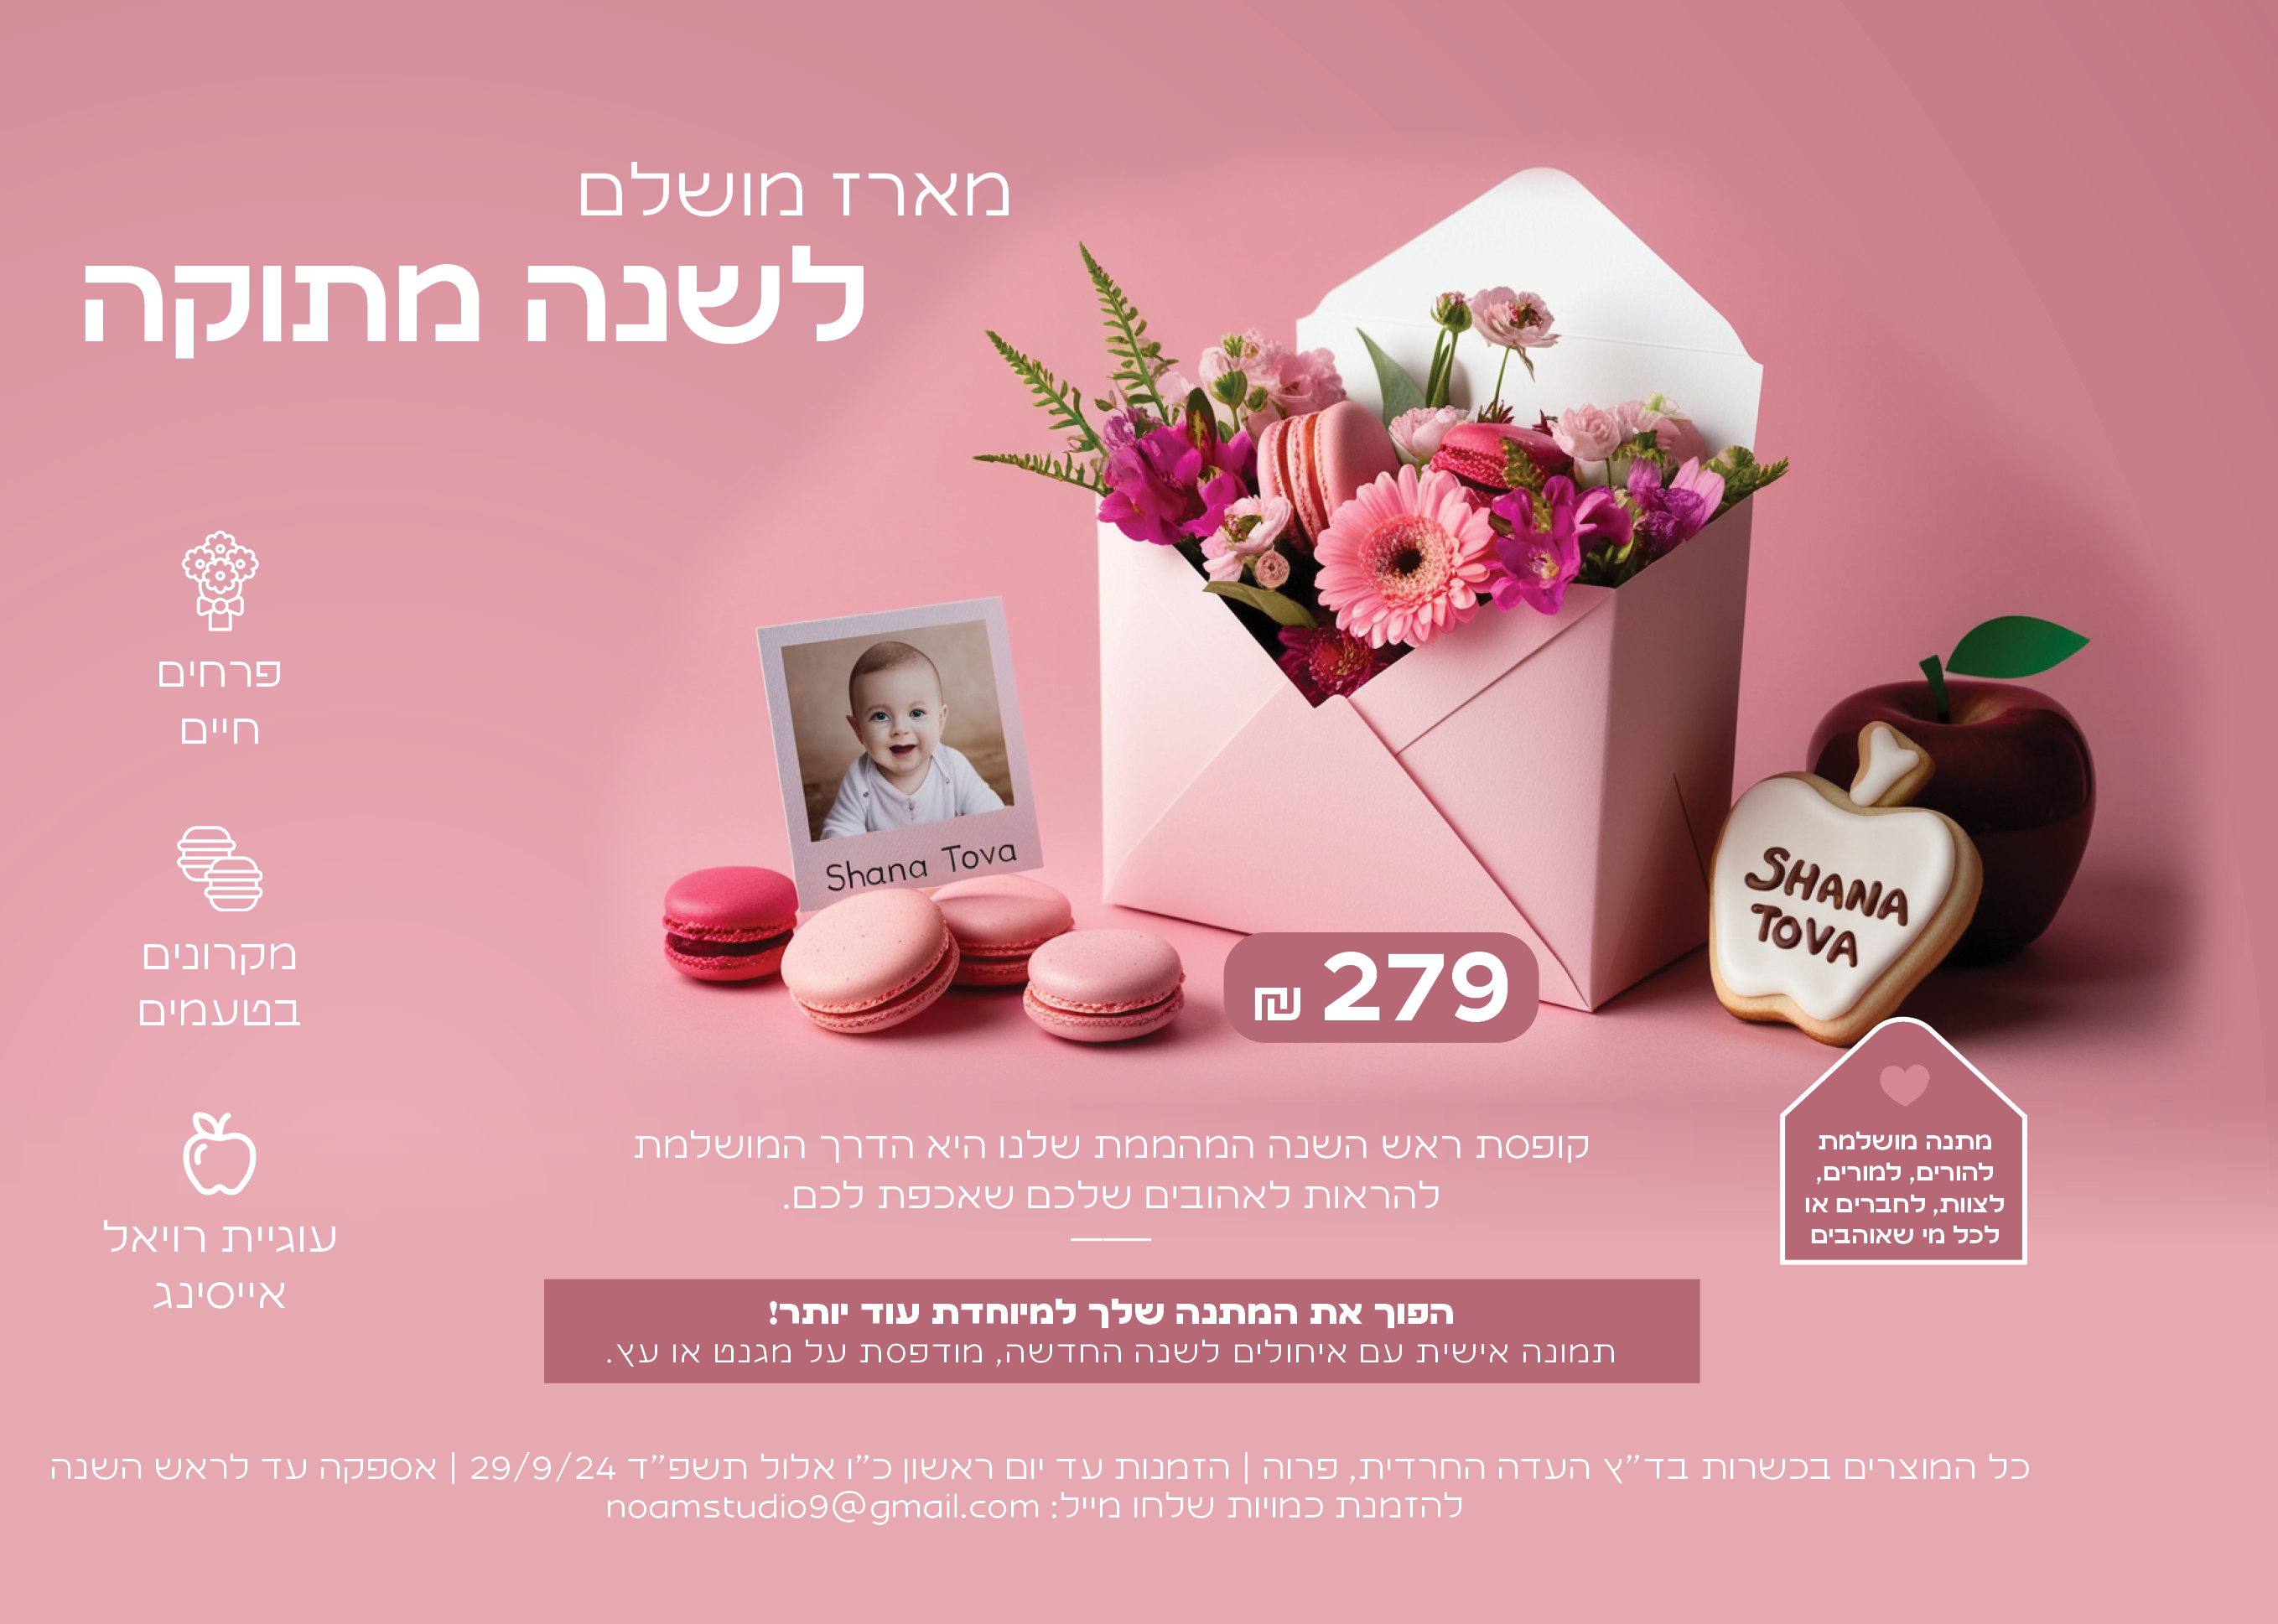 מארז מושלם
לשנה מתוקה
פרחים
חיים
מקרונים
בטעמים
עוגיית רויאל
אייסינג
Shana Tova
SHANA
TOVA
279 ₪
קופסת ראש השנה המהממת שלנו היא הדרך המושלמת
להראות לאהובים שלכם שאכפת לכם.
מתנה מושלמת
להורים, למורים,
לצוות, לחברים או
לכל מי שאוהבים
הפוך את המתנה שלך למיוחדת עוד יותר!
תמונה אישית עם איחולים לשנה החדשה, מודפסת על מגנט או עץ.
כל המוצרים בכשרות בד"ץ העדה החרדית, פרוה | הזמנות עד יום ראשון כ"ו אלול תשפ"ד 29/9/24 | אספקה עד לראש השנה
להזמנת כמויות שלחו מייל: noamstudio9@gmail.com